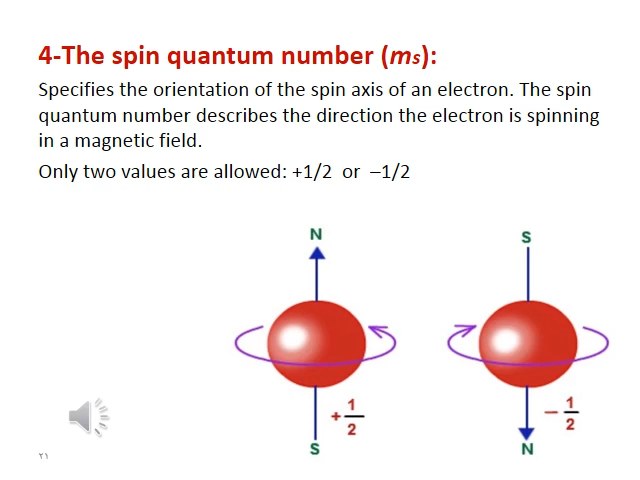 4-The spin quantum number (ms):
Specifies the orientation of the spin axis of an electron. The spin
quantum number describes the direction the electron is spinning
in a magnetic field.
Only two values are allowed: +1/2 or –1/2
N
S
+1/2
–1/2
S
N
٢١